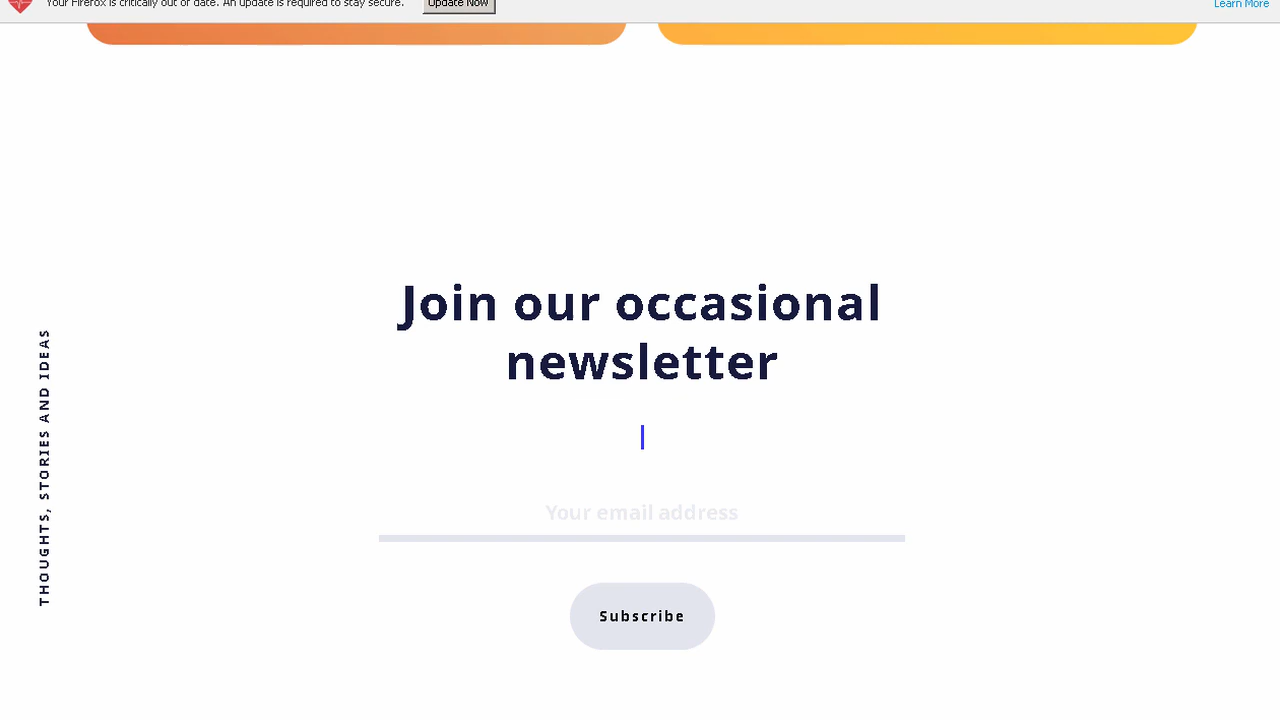 Your Firefox is critically out of date. An update is required to stay secure.
Update Now
Learn More
Join our occasional
newsletter
THOUGHTS, STORIES AND IDEAS
Your email address
Subscribe